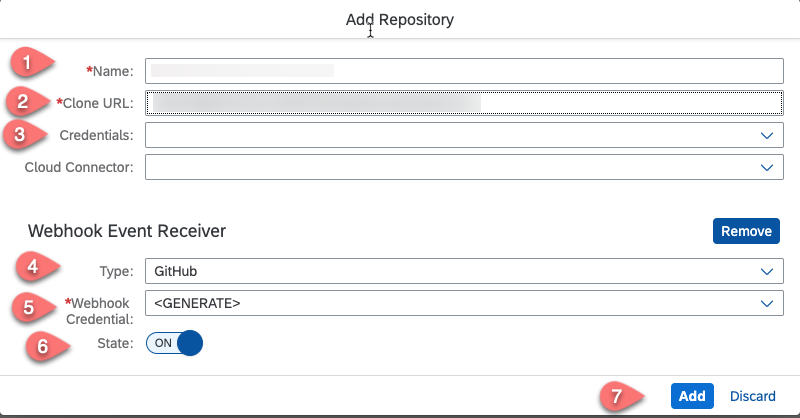 Add Repository
1 *Name:
2 *Clone URL:
3 Credentials:
Cloud Connector:
Webhook Event Receiver Remove
4 Type: GitHub
5 *Webhook Credential: <GENERATE>
6 State: ON
7 Add Discard